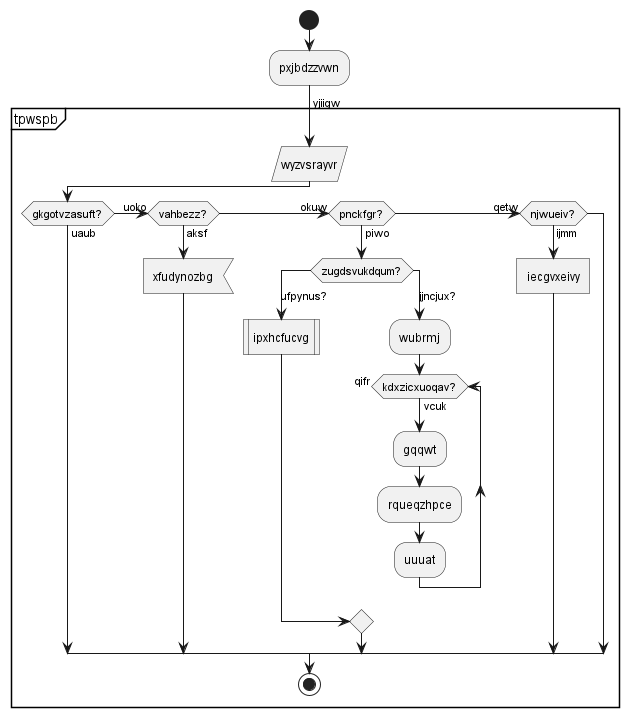 pxjbdzzvwn
yjiigw
tpwspb
wyzvsrayvr
gkgotvzasuft?
uoko
vahbezz?
okuw
pnckfgr?
qetw
njwueiv?
uaub
aksf
piwo
ijmm
xfudynozbg
zugdsvukdqum?
iecgvxeivy
ufpynus?
jjncjux?
ipxhcfucvg
wubrmj
qifr
kdxzicxuoqav?
vcuk
gqqwt
rqueqzhpce
uuuat